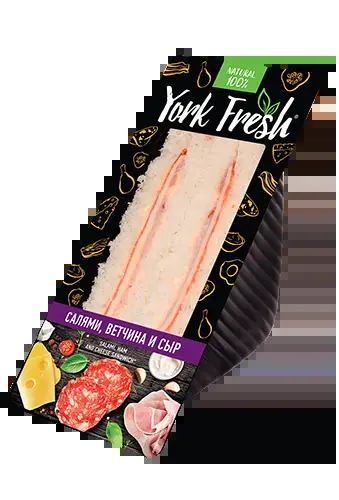 NATURAL
100%
York Fresh®
САЛЯМИ, ВЕТЧИНА И СЫР
SALAMI, HAM
AND CHEESE SANDWICH"